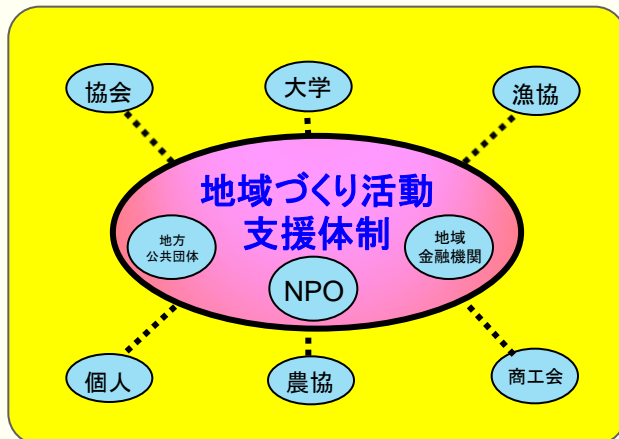 協会
大学
漁協
地域づくり活動
支援体制
地方
公共団体
地域
金融機関
NPO
個人
農協
商工会